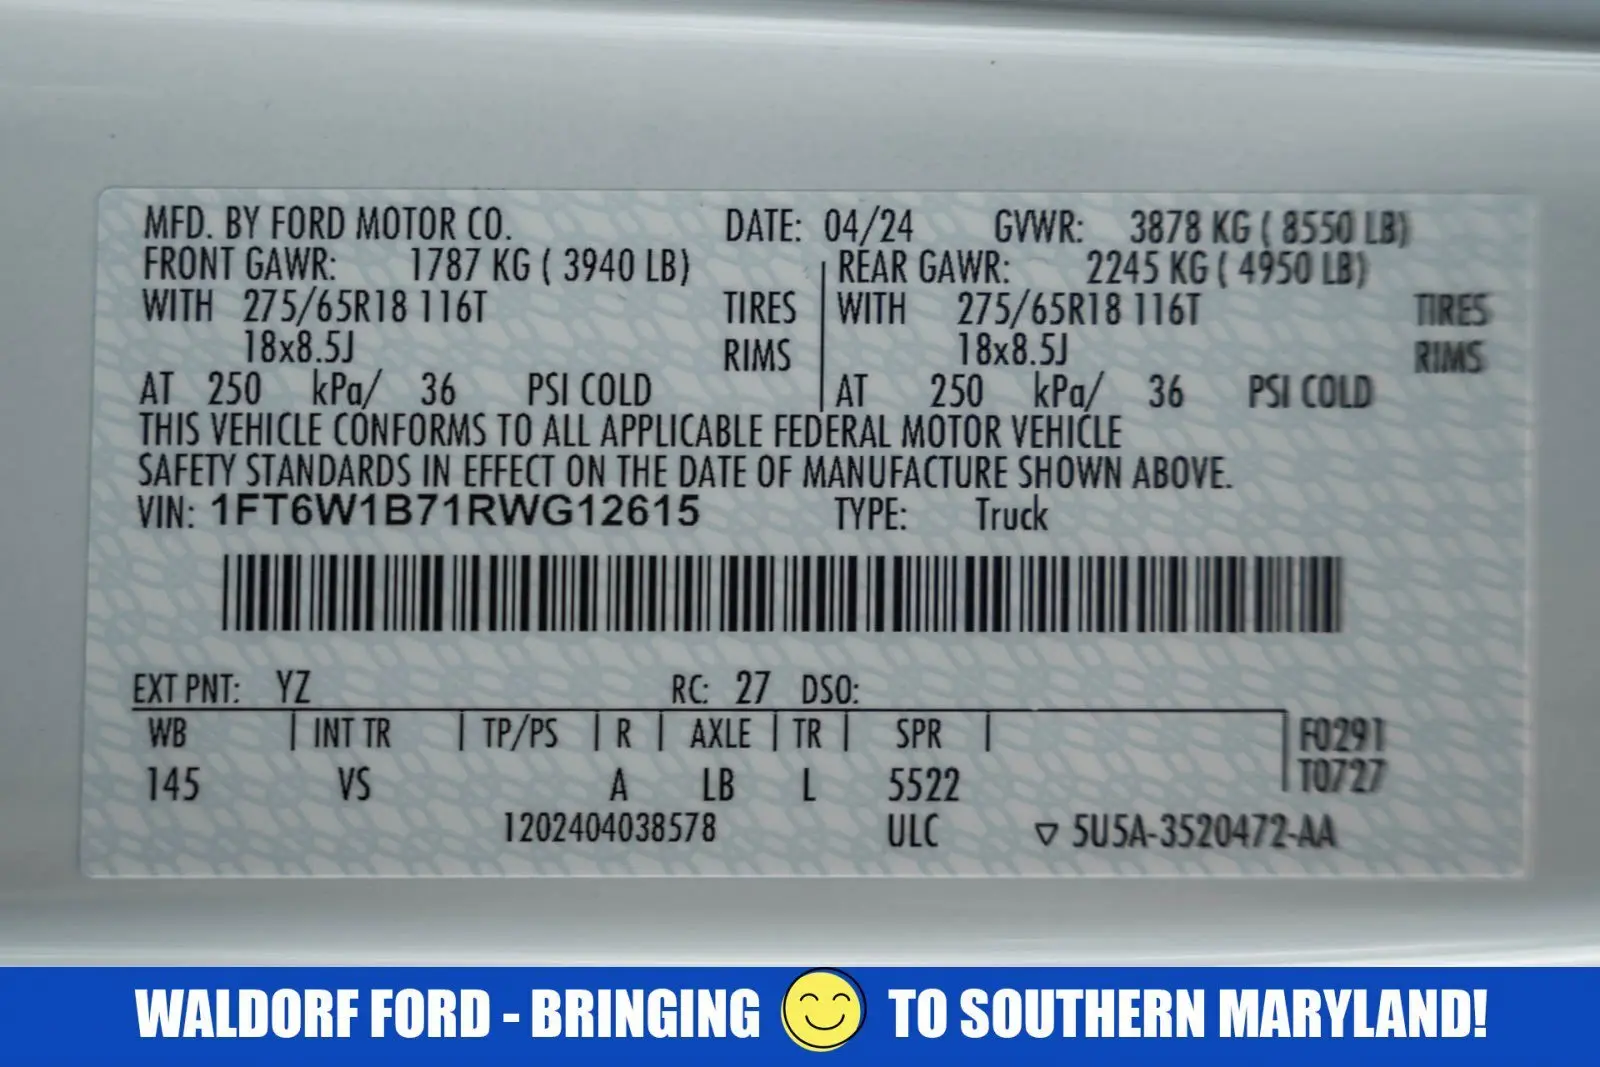 MFD. BY FORD MOTOR CO. DATE: 04/24 GVWR: 3878 KG ( 8550 LB)
FRONT GAWR: 1787 KG ( 3940 LB) REAR GAWR: 2245 KG ( 4950 LB)
WITH 275/65R18 116T TIRES WITH 275/65R18 116T TIRES
18x8.5J RIMS 18x8.5J RIMS
AT 250 kPa/ 36 PSI COLD AT 250 kPa/ 36 PSI COLD
THIS VEHICLE CONFORMS TO ALL APPLICABLE FEDERAL MOTOR VEHICLE
SAFETY STANDARDS IN EFFECT ON THE DATE OF MANUFACTURE SHOWN ABOVE.
VIN: 1FT6W1B71RWG12615 TYPE: Truck
EXT PNT: YZ RC: 27 DSO:
WB INT TR TP/PS R AXLE TR SPR F0291
145 VS A LB L 5522 T0727
1202404038578 ULC ▽ 5U5A-3520472-AA
WALDORF FORD - BRINGING TO SOUTHERN MARYLAND!